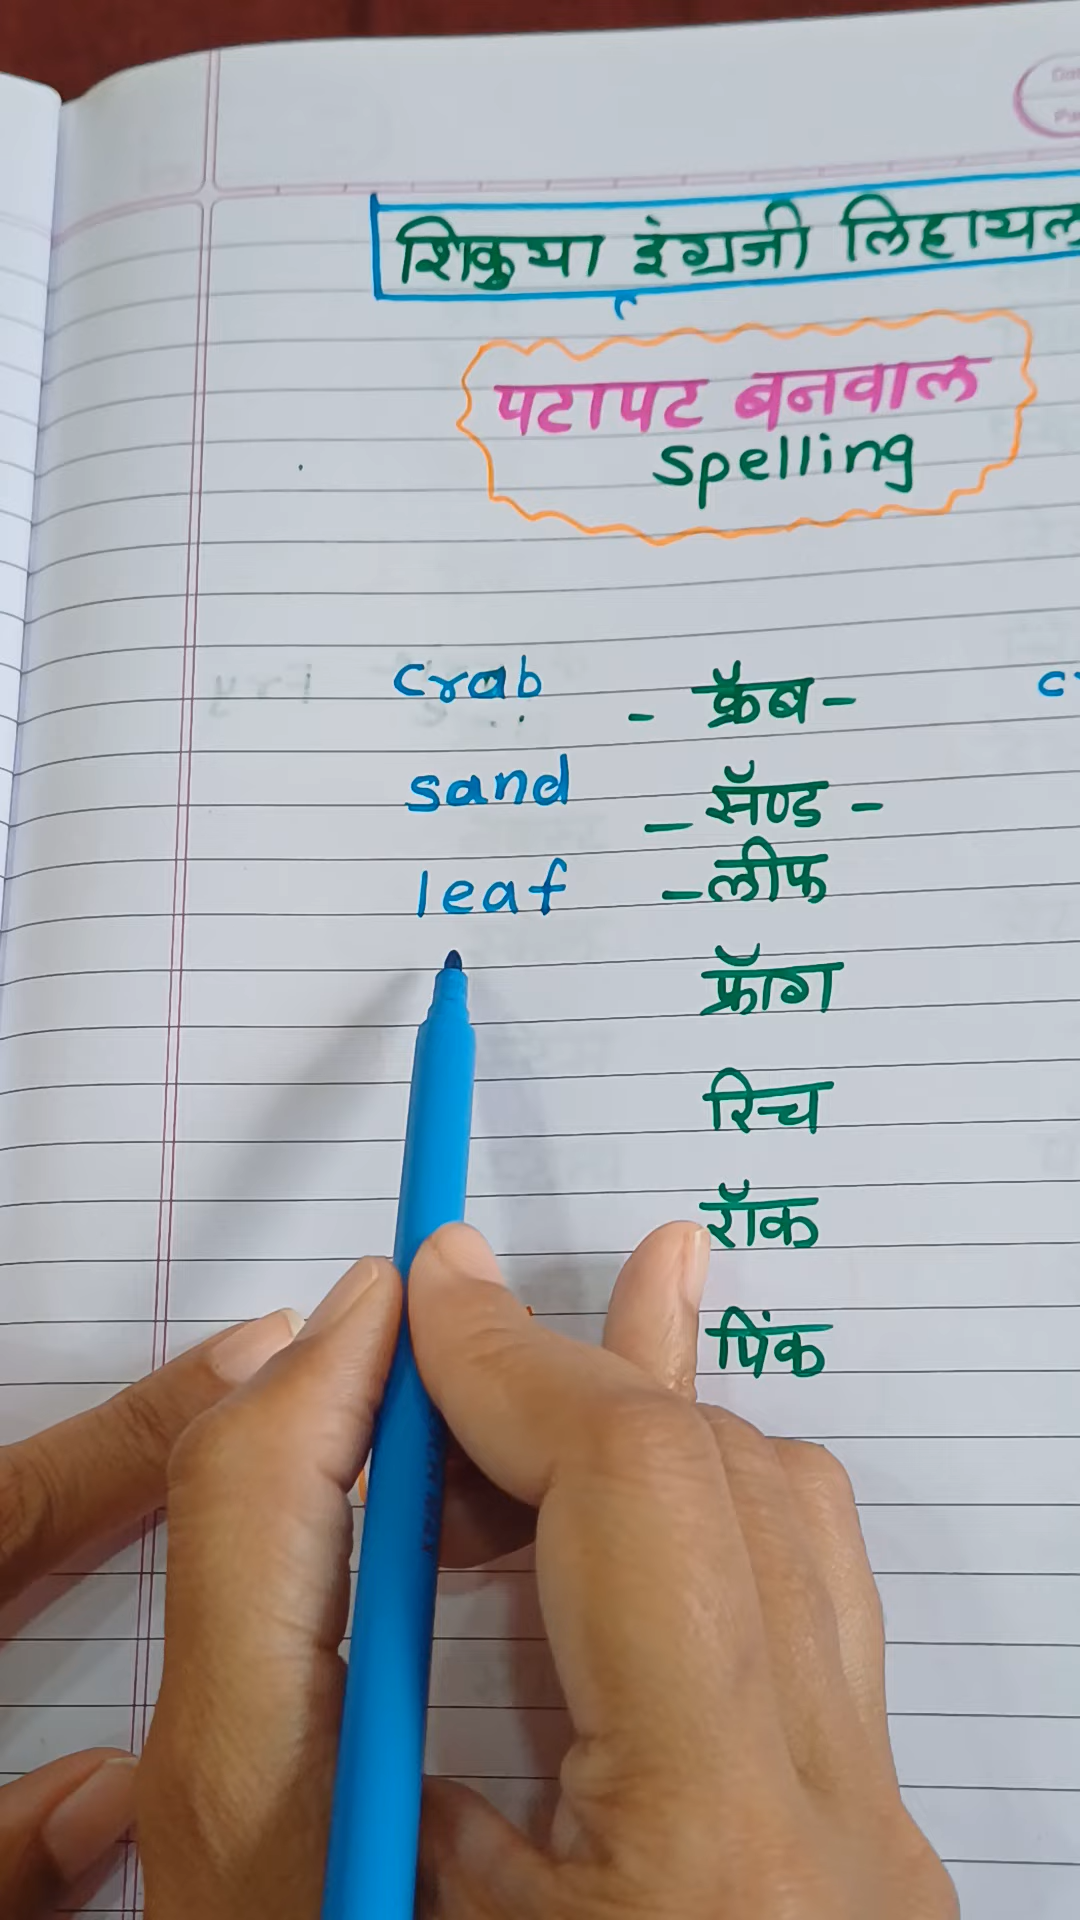 शिकुया इंग्रजी लिहायल
पटापट बनवाल
spelling
crab - क्रॅब - c
sand - सॅण्ड -
leaf - लीफ
फ्रॉग
रिच
रॉक
पिंक